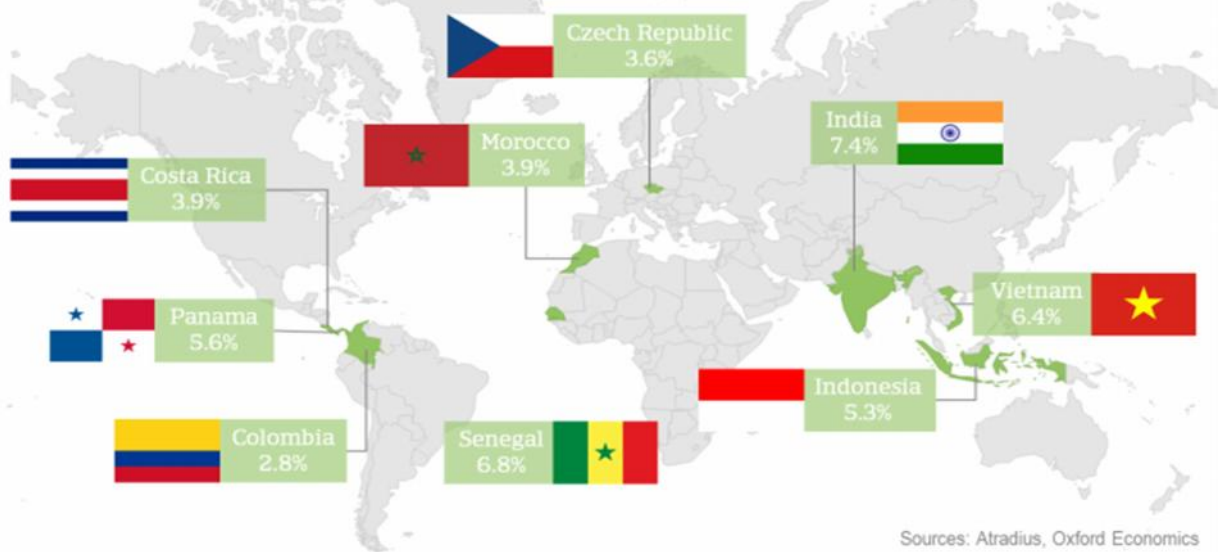 Czech Republic
3.6%
India
7.4%
Morocco
3.9%
Costa Rica
3.9%
Vietnam
6.4%
Panama
5.6%
Indonesia
5.3%
Colombia
2.8%
Senegal
6.8%
Sources: Atradius, Oxford Economics